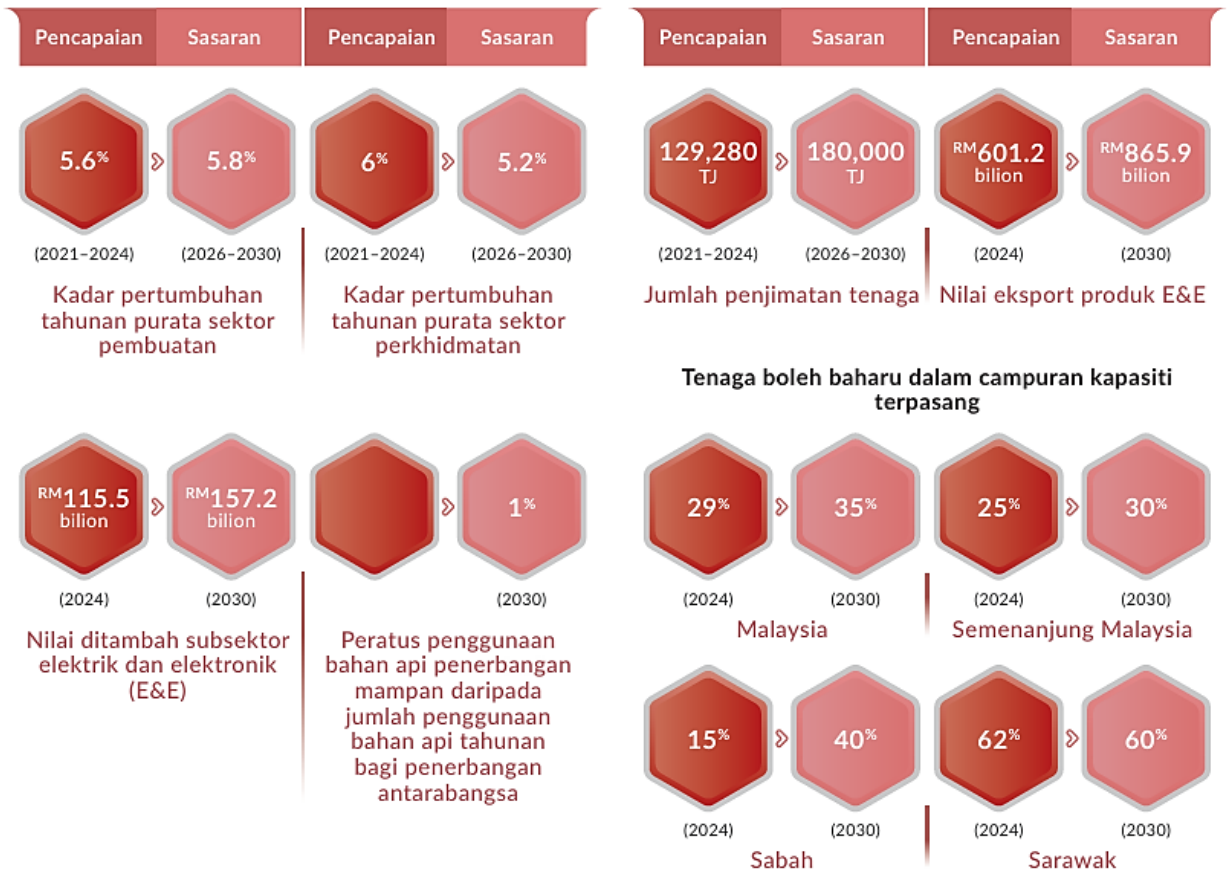 Pencapaian Sasaran Pencapaian Sasaran
5.6% 5.8% 6% 5.2%
(2021–2024) (2026–2030) (2021–2024) (2026–2030)
Kadar pertumbuhan
tahunan purata sektor
pembuatan
Kadar pertumbuhan
tahunan purata sektor
perkhidmatan
RM115.5
bilion
RM157.2
bilion
1%
(2024) (2030) (2030)
Nilai ditambah subsektor
elektrik dan elektronik
(E&E)
Peratus penggunaan
bahan api penerbangan
mampan daripada
jumlah penggunaan
bahan api tahunan
bagi penerbangan
antarabangsa
Pencapaian Sasaran Pencapaian Sasaran
129,280
TJ
180,000
TJ
RM601.2
bilion
RM865.9
bilion
(2021–2024) (2026–2030) (2024) (2030)
Jumlah penjimatan tenaga
Nilai eksport produk E&E
Tenaga boleh baharu dalam campuran kapasiti
terpasang
29% 35% 25% 30%
(2024) (2030) (2024) (2030)
Malaysia Semenanjung Malaysia
15% 40% 62% 60%
(2024) (2030) (2024) (2030)
Sabah Sarawak